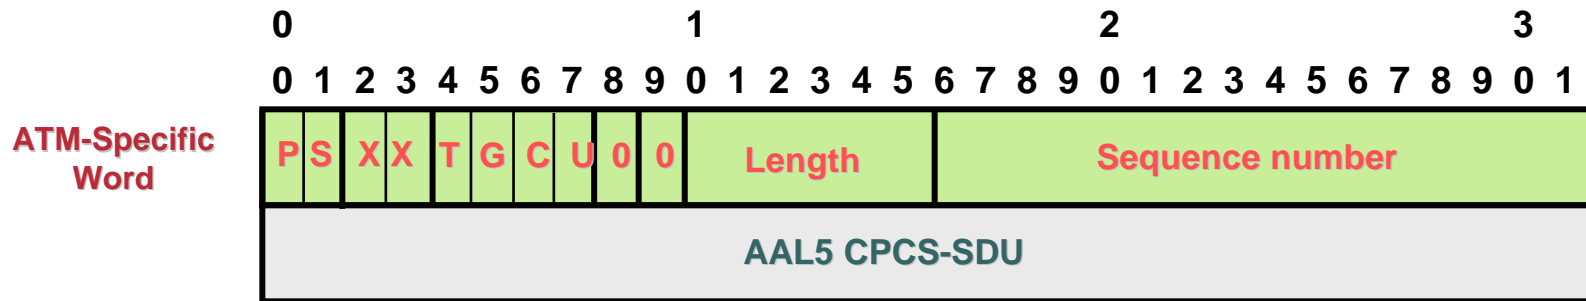 0 1 2 3
0 1 2 3 4 5 6 7 8 9 0 1 2 3 4 5 6 7 8 9 0 1 2 3 4 5 6 7 8 9 0 1
ATM-Specific
Word
P S X X T G C U 0 0 Length Sequence number
AAL5 CPCS-SDU